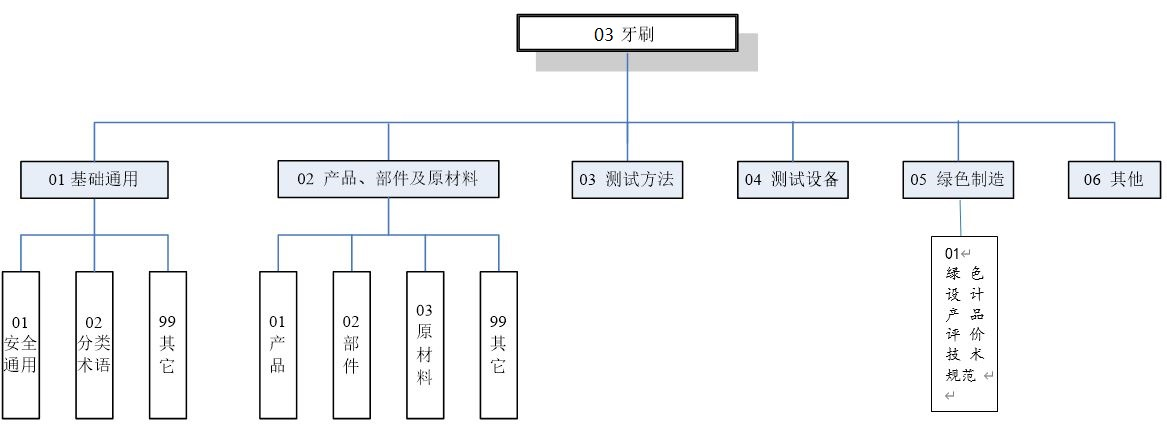 03 牙刷
01 基础通用
02 产品、部件及原材料
03 测试方法
04 测试设备
05 绿色制造
06 其他
01
安全
通用
02
分类
术语
99
其
它
01
产
品
02
部
件
03
原
材
料
99
其
它
01
绿 色
设 计
产 品
评 价
技 术
规范